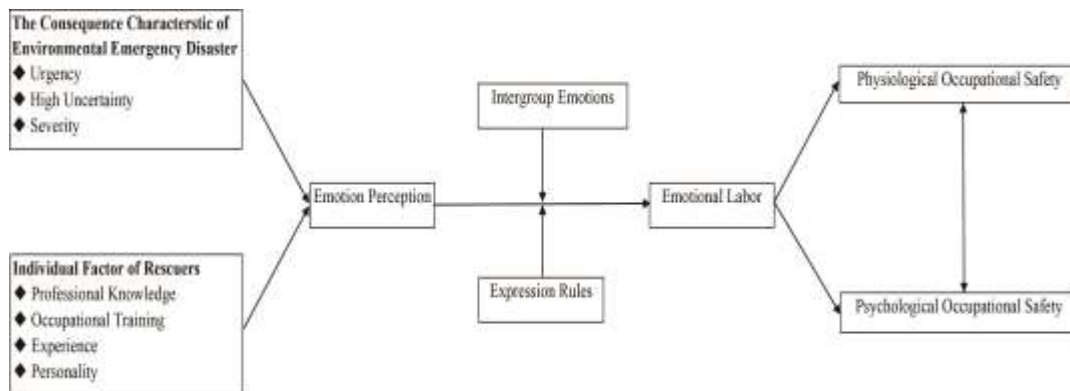 The Consequence Characterstic of
Environmental Emergency Disaster
◆ Urgency
◆ High Uncertainty
◆ Severity
Intergroup Emotions
Physiological Occupational Safety
Emotion Perception
Emotional Labor
Individual Factor of Rescuers
◆ Professional Knowledge
◆ Occupational Training
◆ Experience
◆ Personality
Expression Rules
Psychological Occupational Safety